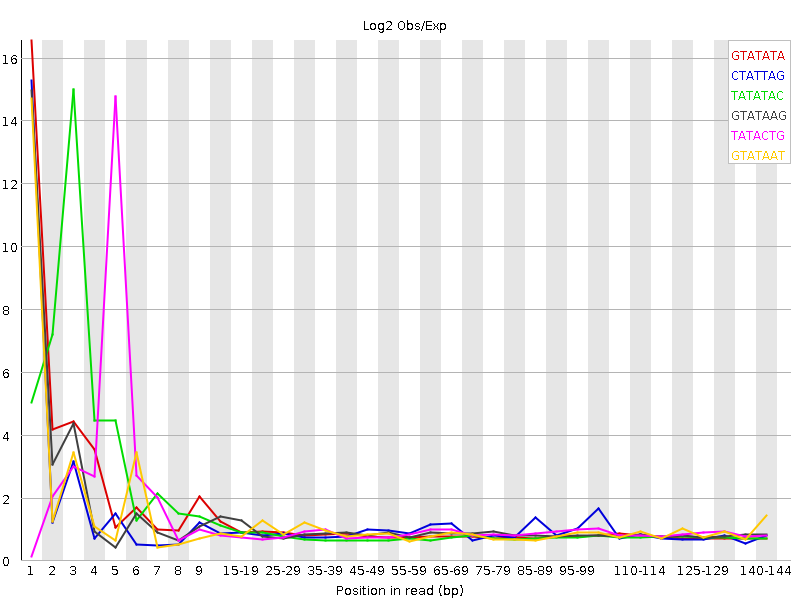 Log2 Obs/Exp
GTATATA
CTATTAG
TATATAC
GTATAAG
TATACTG
GTATAAT
16
14
12
10
8
6
4
2
0
1 2 3 4 5 6 7 8 9 15-19 25-29 35-39 45-49 55-59 65-69 75-79 85-89 95-99 110-114 125-129 140-144
Position in read (bp)